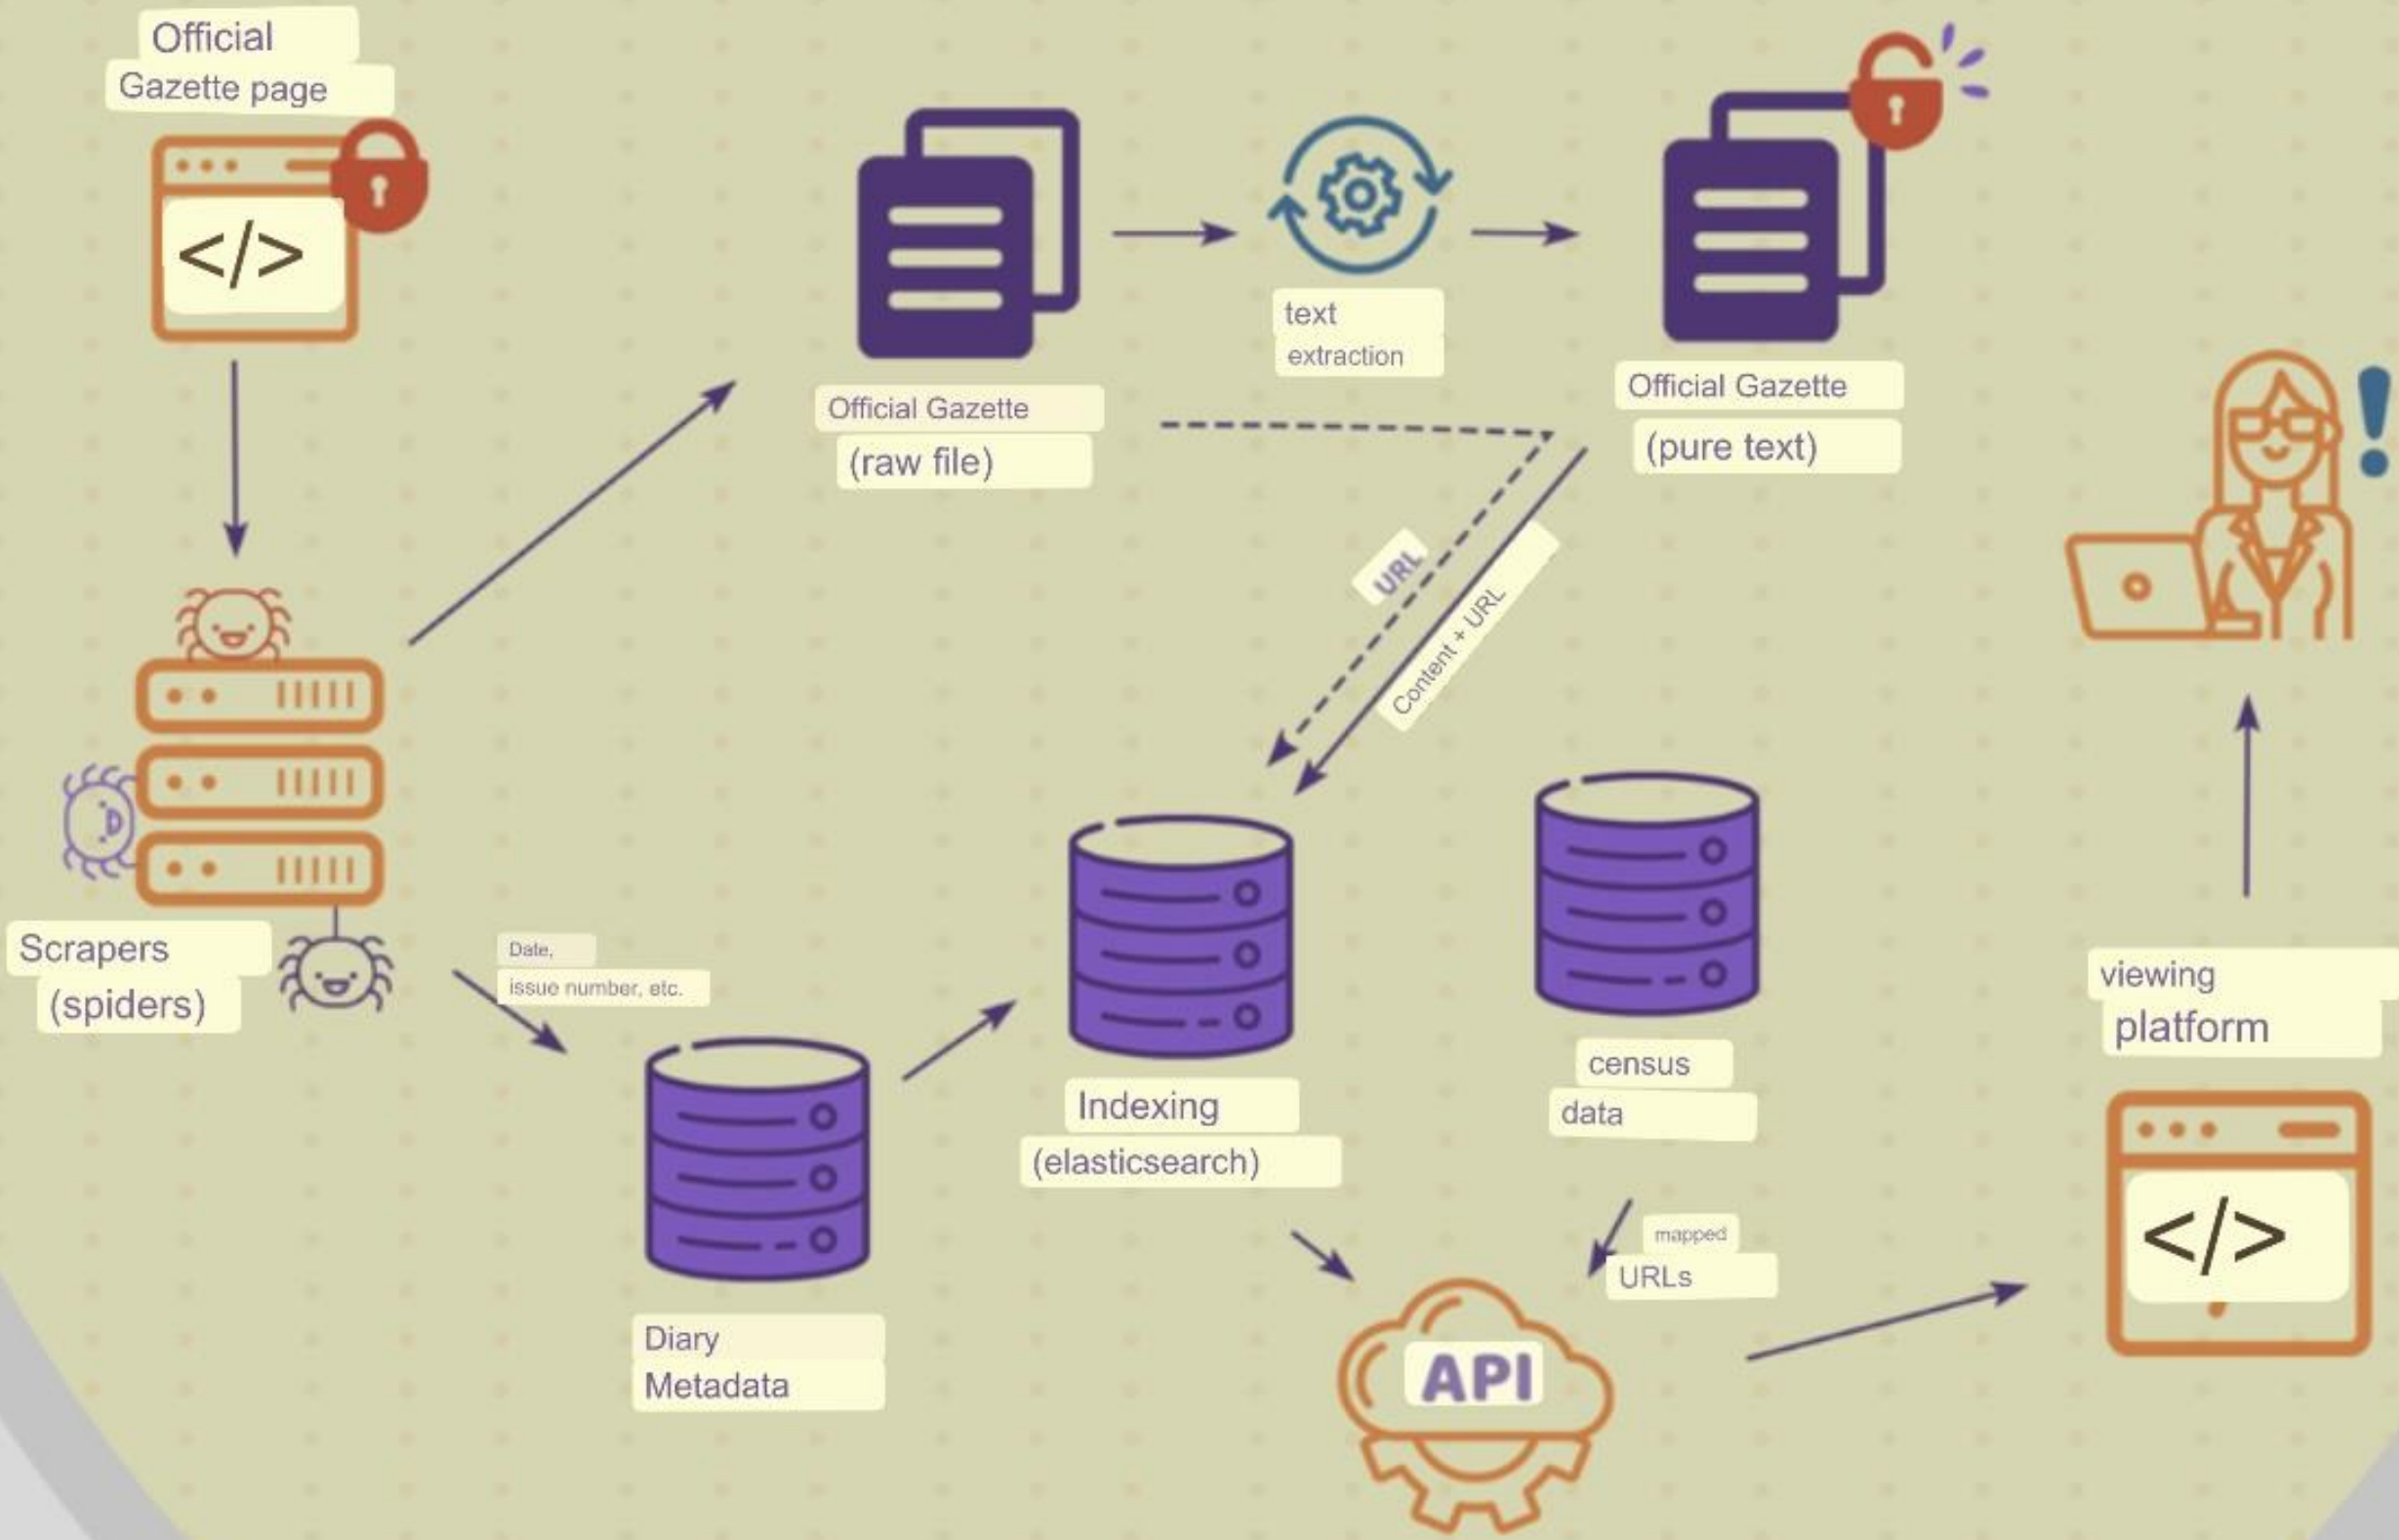 Official
Gazette page
</>
Official Gazette
(raw file)
text
extraction
Official Gazette
(pure text)
URL
Content + URL
Scrapers
(spiders)
Date,
issue number, etc.
Diary
Metadata
Indexing
(elasticsearch)
census
data
mapped
URLs
API
viewing
platform
</>